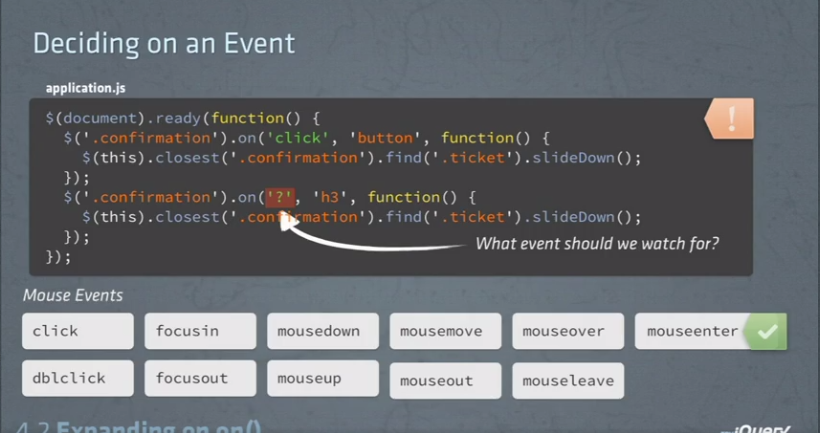 Deciding on an Event
application.js
$(document).ready(function() {
$('.confirmation').on('click', 'button', function() {
$(this).closest('.confirmation').find('.ticket').slideDown();
});
$('.confirmation').on('?', 'h3', function() {
$(this).closest('.confirmation').find('.ticket').slideDown();
});
});
!
What event should we watch for?
Mouse Events
click focusin mousedown mousemove mouseover mouseenter
dblclick focusout mouseup mouseout mouseleave
4.2 Expanding on on()
jQuery